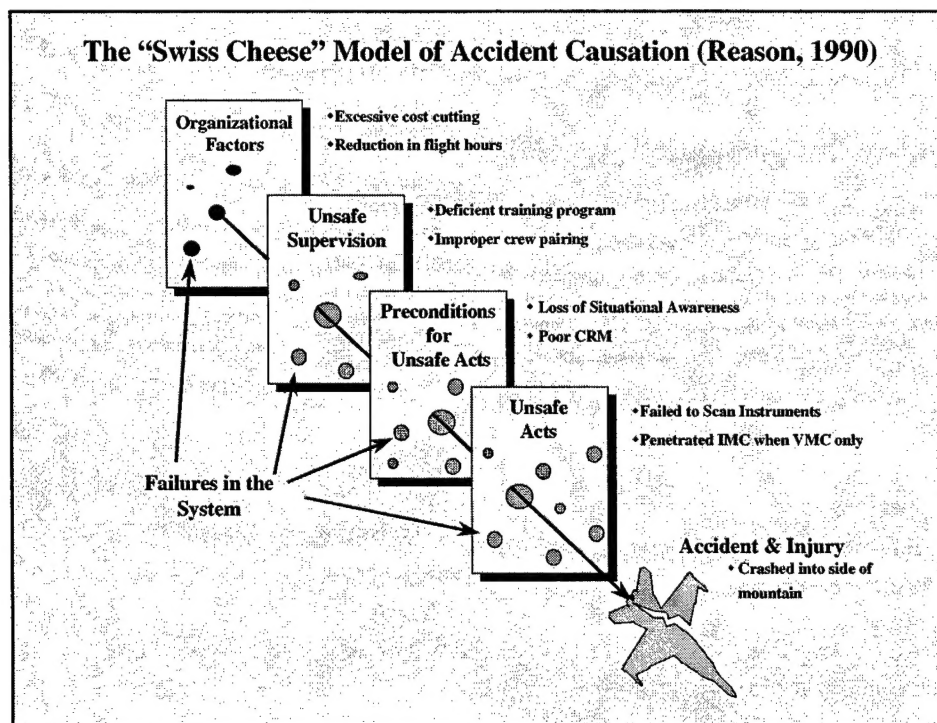 The “Swiss Cheese” Model of Accident Causation (Reason, 1990)
Organizational
Factors
•Excessive cost cutting
•Reduction in flight hours
Unsafe
Supervision
•Deficient training program
•Improper crew pairing
Preconditions
for
Unsafe Acts
• Loss of Situational Awareness
• Poor CRM
Unsafe
Acts
•Failed to Scan Instruments
•Penetrated IMC when VMC only
Failures in the
System
Accident & Injury
• Crashed into side of
mountain